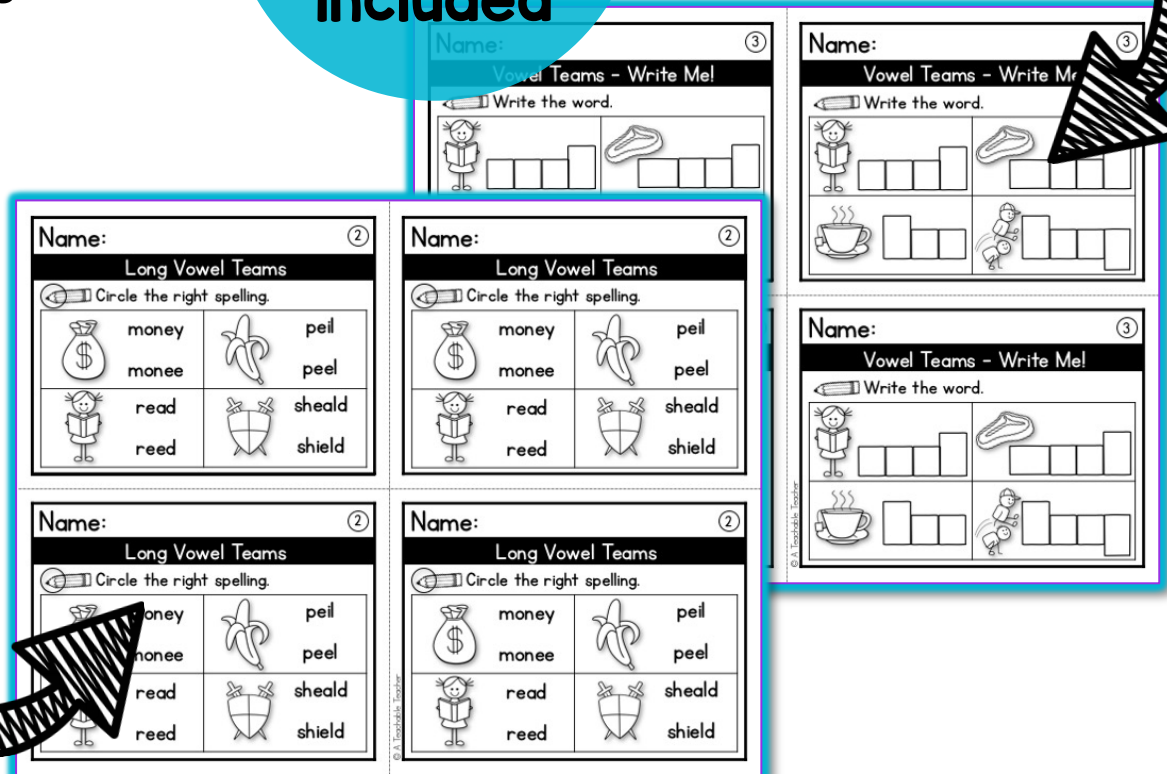 included
Name: 3
Vowel Teams - Write Me!
Write the word.
Name: 3
Vowel Teams - Write Me
Write the word.
Name: 2
Long Vowel Teams
Circle the right spelling.
$
money
monee
peil
peel
read
reed
sheald
shield
Name: 2
Long Vowel Teams
Circle the right spelling.
$
money
monee
peil
peel
read
reed
sheald
shield
Name: 3
Vowel Teams - Write Me!
Write the word.
© A Teachable Teacher
Name: 2
Long Vowel Teams
Circle the right spelling.
oney
monee
peil
peel
read
reed
sheald
shield
Name: 2
Long Vowel Teams
Circle the right spelling.
$
money
monee
peil
peel
read
reed
sheald
shield
© A Teachable Teacher